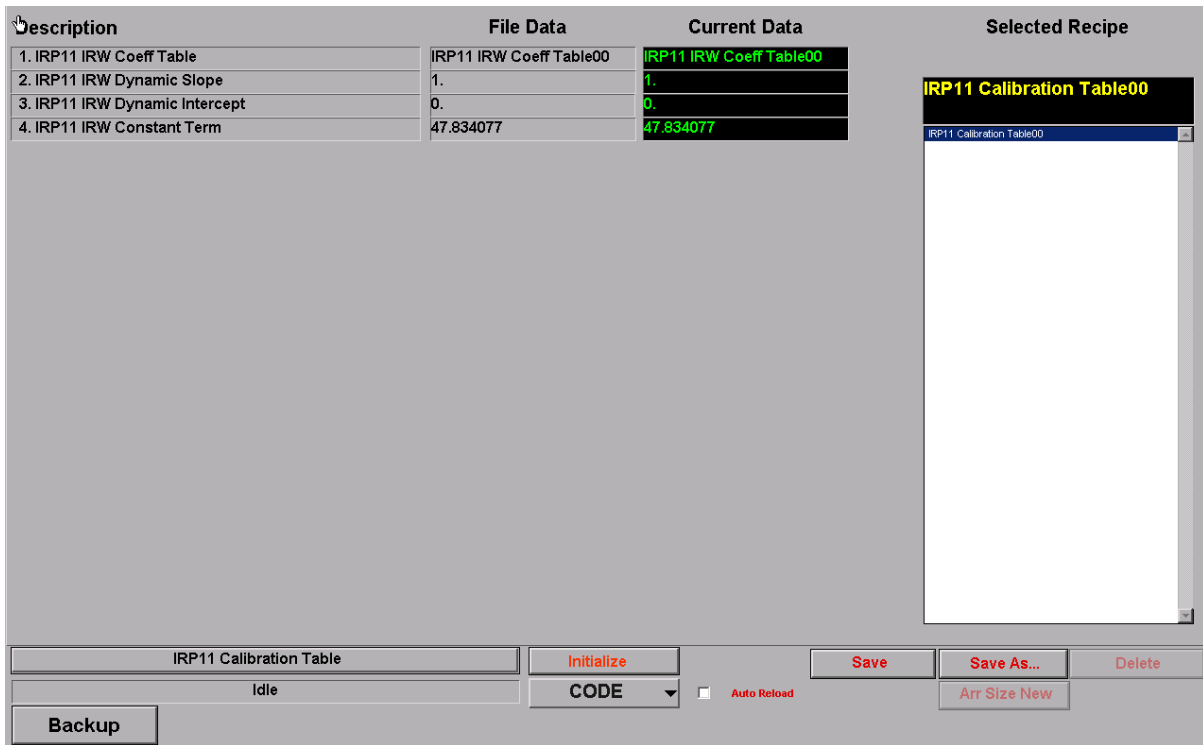 Description File Data Current Data Selected Recipe
1. IRP11 IRW Coeff Table IRP11 IRW Coeff Table00 IRP11 IRW Coeff Table00
2. IRP11 IRW Dynamic Slope 1. 1.
IRP11 Calibration Table00
3. IRP11 IRW Dynamic Intercept 0. 0.
4. IRP11 IRW Constant Term 47.834077 47.834077
IRP11 Calibration Table00
IRP11 Calibration Table Initialize Save Save As... Delete
Idle CODE Auto Reload Arr Size New
Backup